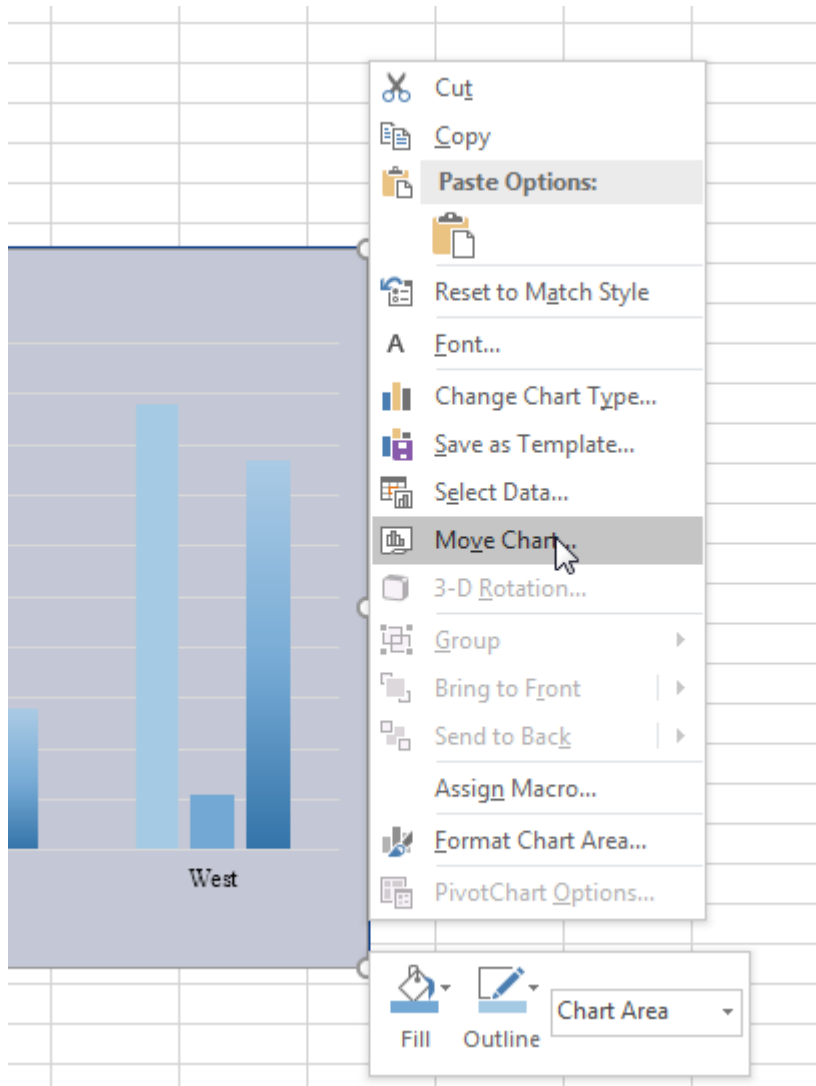 Cut
Copy
Paste Options:
Reset to Match Style
A Font...
Change Chart Type...
Save as Template...
Select Data...
Move Chart...
3-D Rotation...
Group
Bring to Front
Send to Back
Assign Macro...
Format Chart Area...
West
PivotChart Options...
Chart Area
Fill Outline